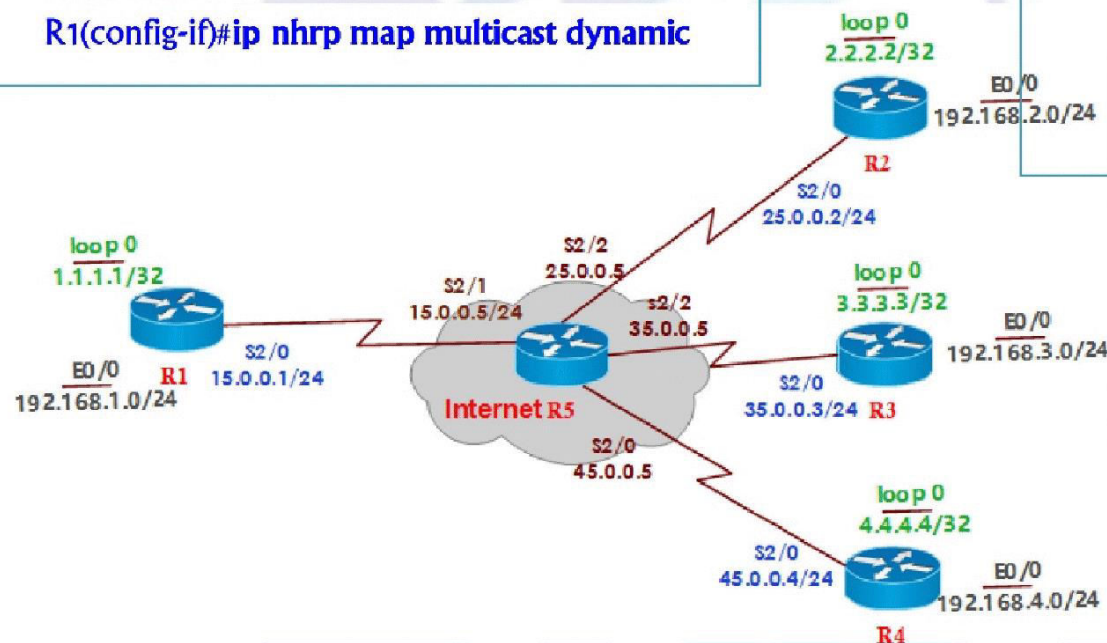 R1(config-if)#ip nhrp map multicast dynamic
loop 0
2.2.2.2/32
E0/0
192.168.2.0/24
R2
S2/0
25.0.0.2/24
loop 0
1.1.1.1/32
S2/2
25.0.0.5
S2/1
15.0.0.5/24
s2/2
35.0.0.5
loop 0
3.3.3.3/32
E0/0
192.168.3.0/24
E0/0
192.168.1.0/24
R1
S2/0
15.0.0.1/24
Internet R5
S2/0
35.0.0.3/24
R3
S2/0
45.0.0.5
loop 0
4.4.4.4/32
S2/0
45.0.0.4/24
E0/0
192.168.4.0/24
R4